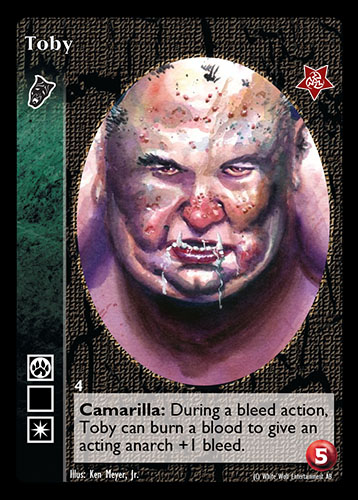 Toby
4
Camarilla: During a bleed action,
Toby can burn a blood to give an
acting anarch +1 bleed.
5
Illus: Ken Meyer, Jr.
(C) White Wolf Entertainment AB